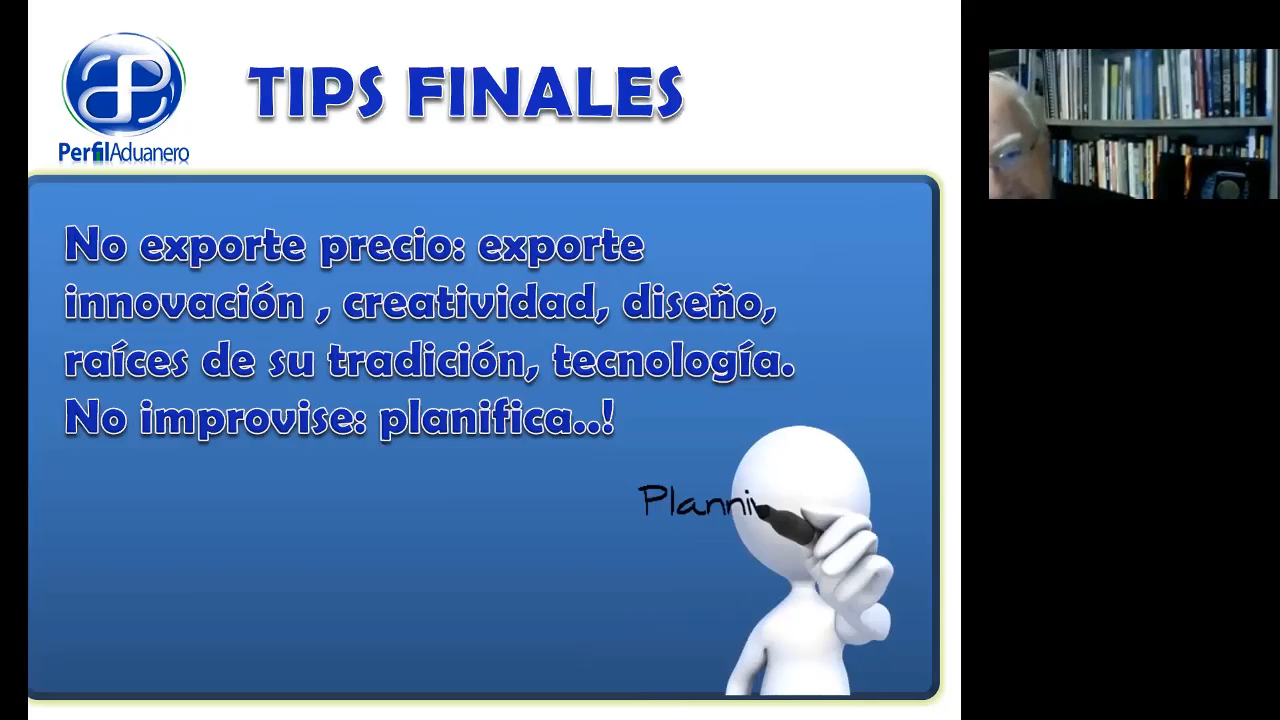 TIPS FINALES
PerfilAduanero
No exporte precio: exporte
innovación , creatividad, diseño,
raíces de su tradición, tecnología.
No improvise: planifica..!
Planni